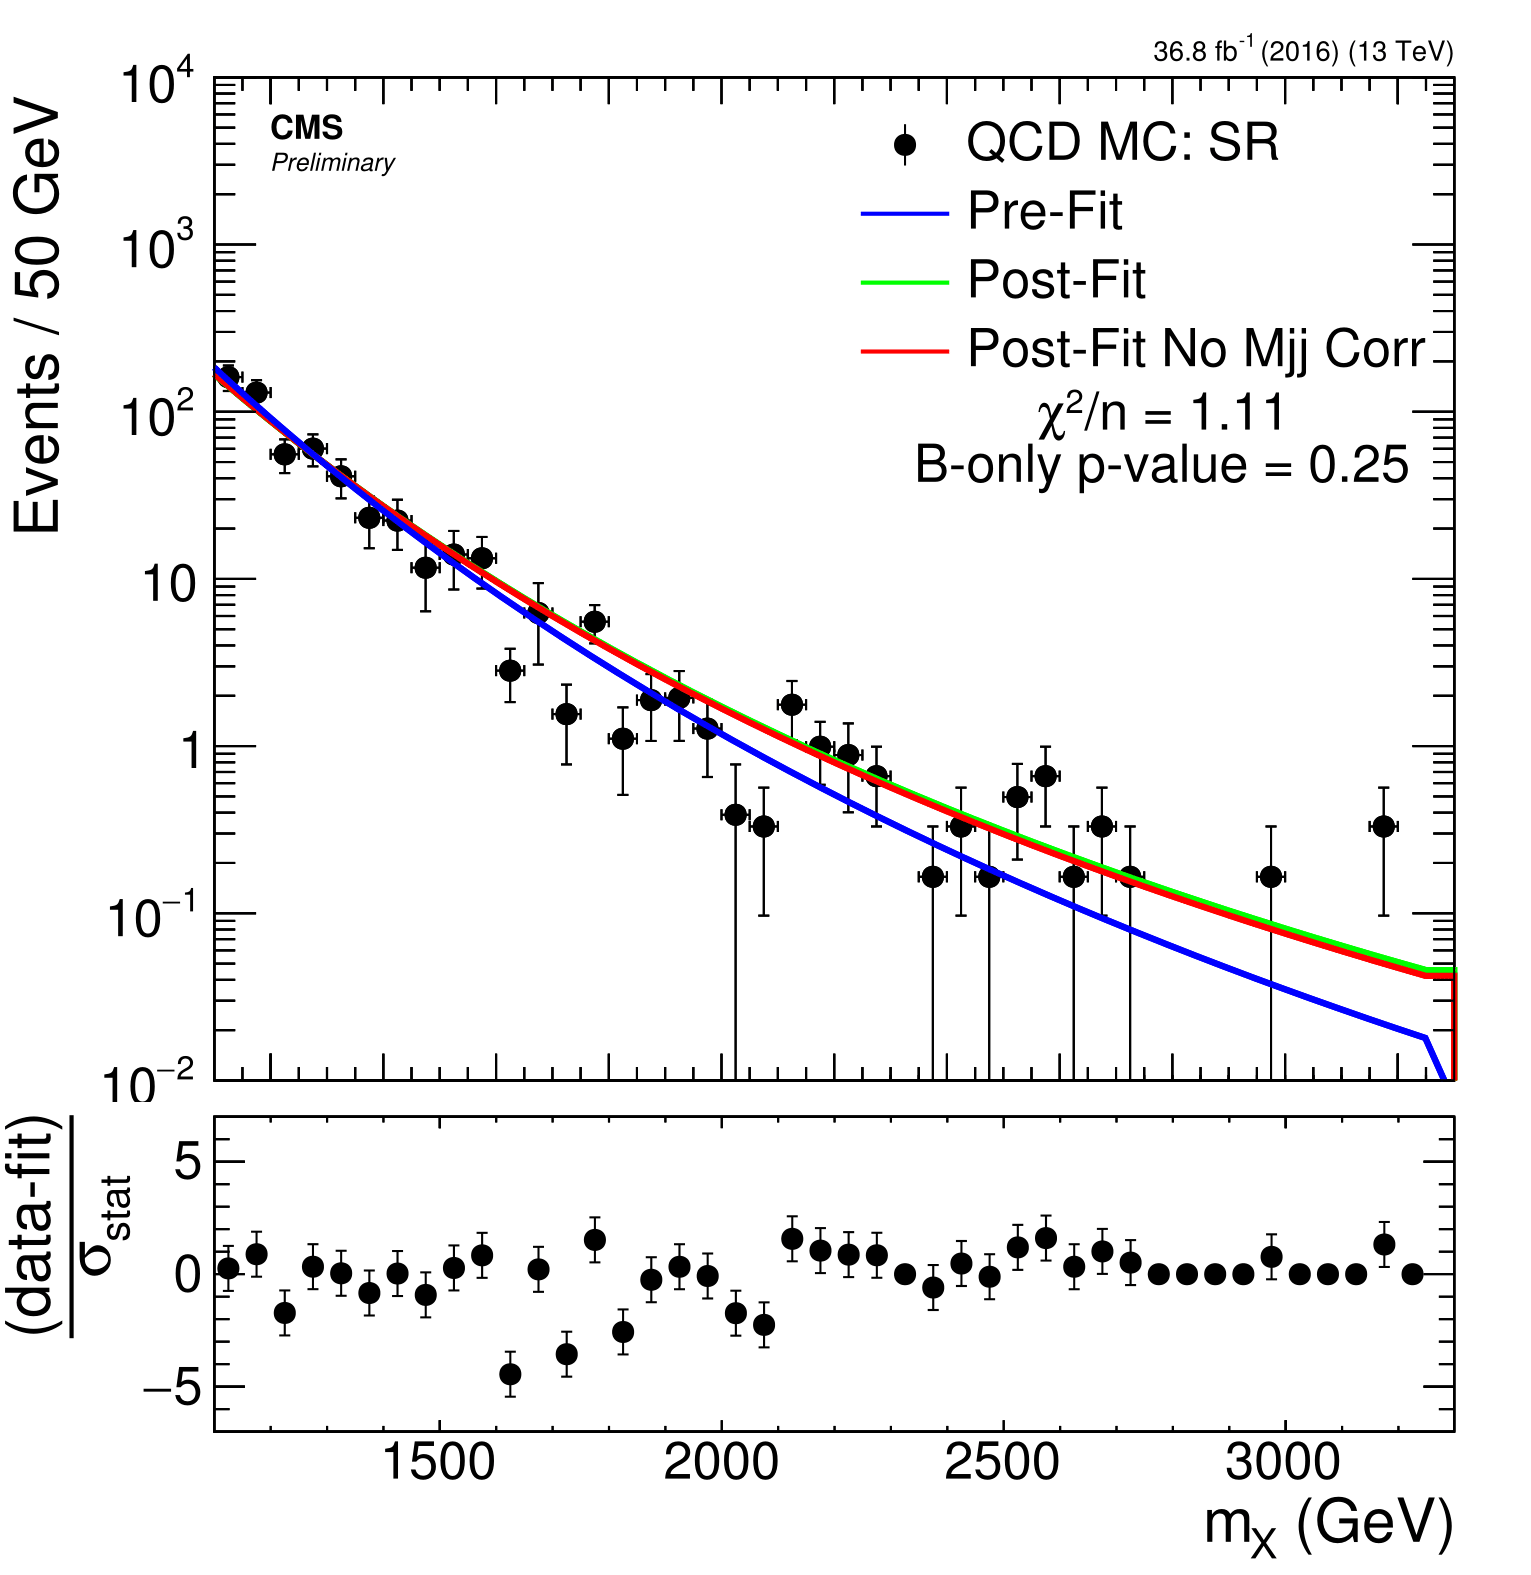 36.8 fb⁻¹ (2016) (13 TeV)
CMS
Preliminary
QCD MC: SR
Pre-Fit
Post-Fit
Post-Fit No Mjj Corr
χ²/n = 1.11
B-only p-value = 0.25
Events / 50 GeV
10⁴
10³
10²
10
1
10⁻¹
10⁻²
(data-fit)
σstat
5
0
−5
1500 2000 2500 3000
mX (GeV)